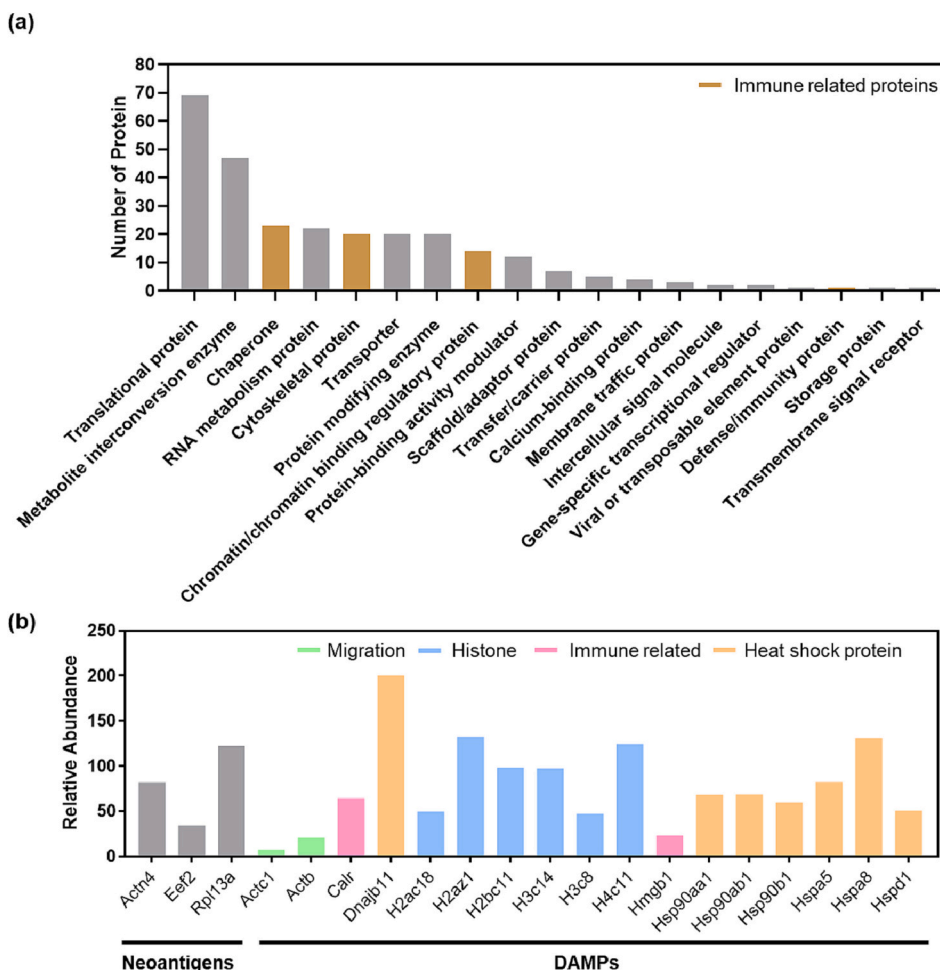 (a)
80
70
60
50
40
30
20
10
0
Number of Protein
Immune related proteins
Translational protein
Metabolite interconversion enzyme
Chaperone
RNA metabolism protein
Cytoskeletal protein
Transporter
Protein modifying enzyme
Chromatin/chromatin binding regulatory protein
Protein-binding activity modulator
Scaffold/adaptor protein
Transfer/carrier protein
Calcium-binding protein
Membrane traffic protein
Intercellular signal molecule
Gene-specific transcriptional regulator
Viral or transposable element protein
Defense/immunity protein
Storage protein
Transmembrane signal receptor
(b)
250
200
150
100
50
0
Relative Abundance
Migration Histone Immune related Heat shock protein
Actn4
Eef2
Rpl13a
Actc1
Actb
Calr
Dnajb11
H2ac18
H2az1
H2bc11
H3c14
H3c8
H4c11
Hmgb1
Hsp90aa1
Hsp90ab1
Hsp90b1
Hspa5
Hspa8
Hspd1
Neoantigens DAMPs